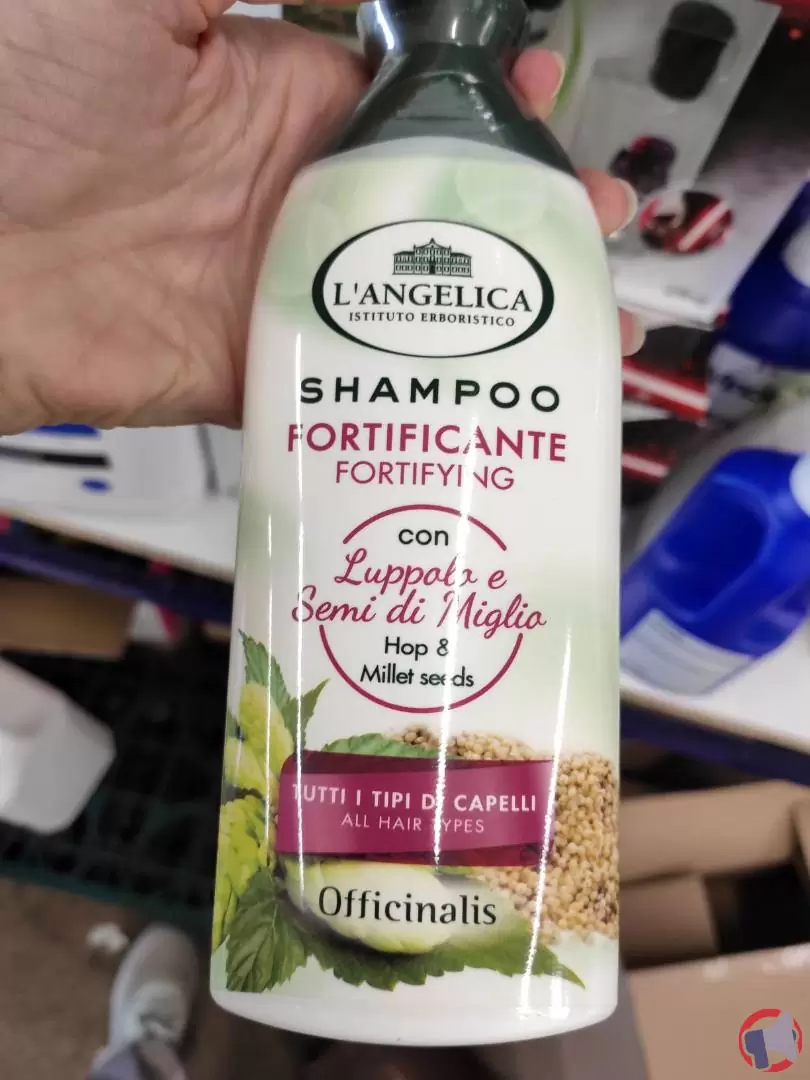 L'ANGELICA
ISTITUTO ERBORISTICO
SHAMPOO
FORTIFICANTE
FORTIFYING
con
Luppolo e
Semi di Miglio
Hop &
Millet seeds
TUTTI I TIPI DI CAPELLI
ALL HAIR TYPES
Officinalis